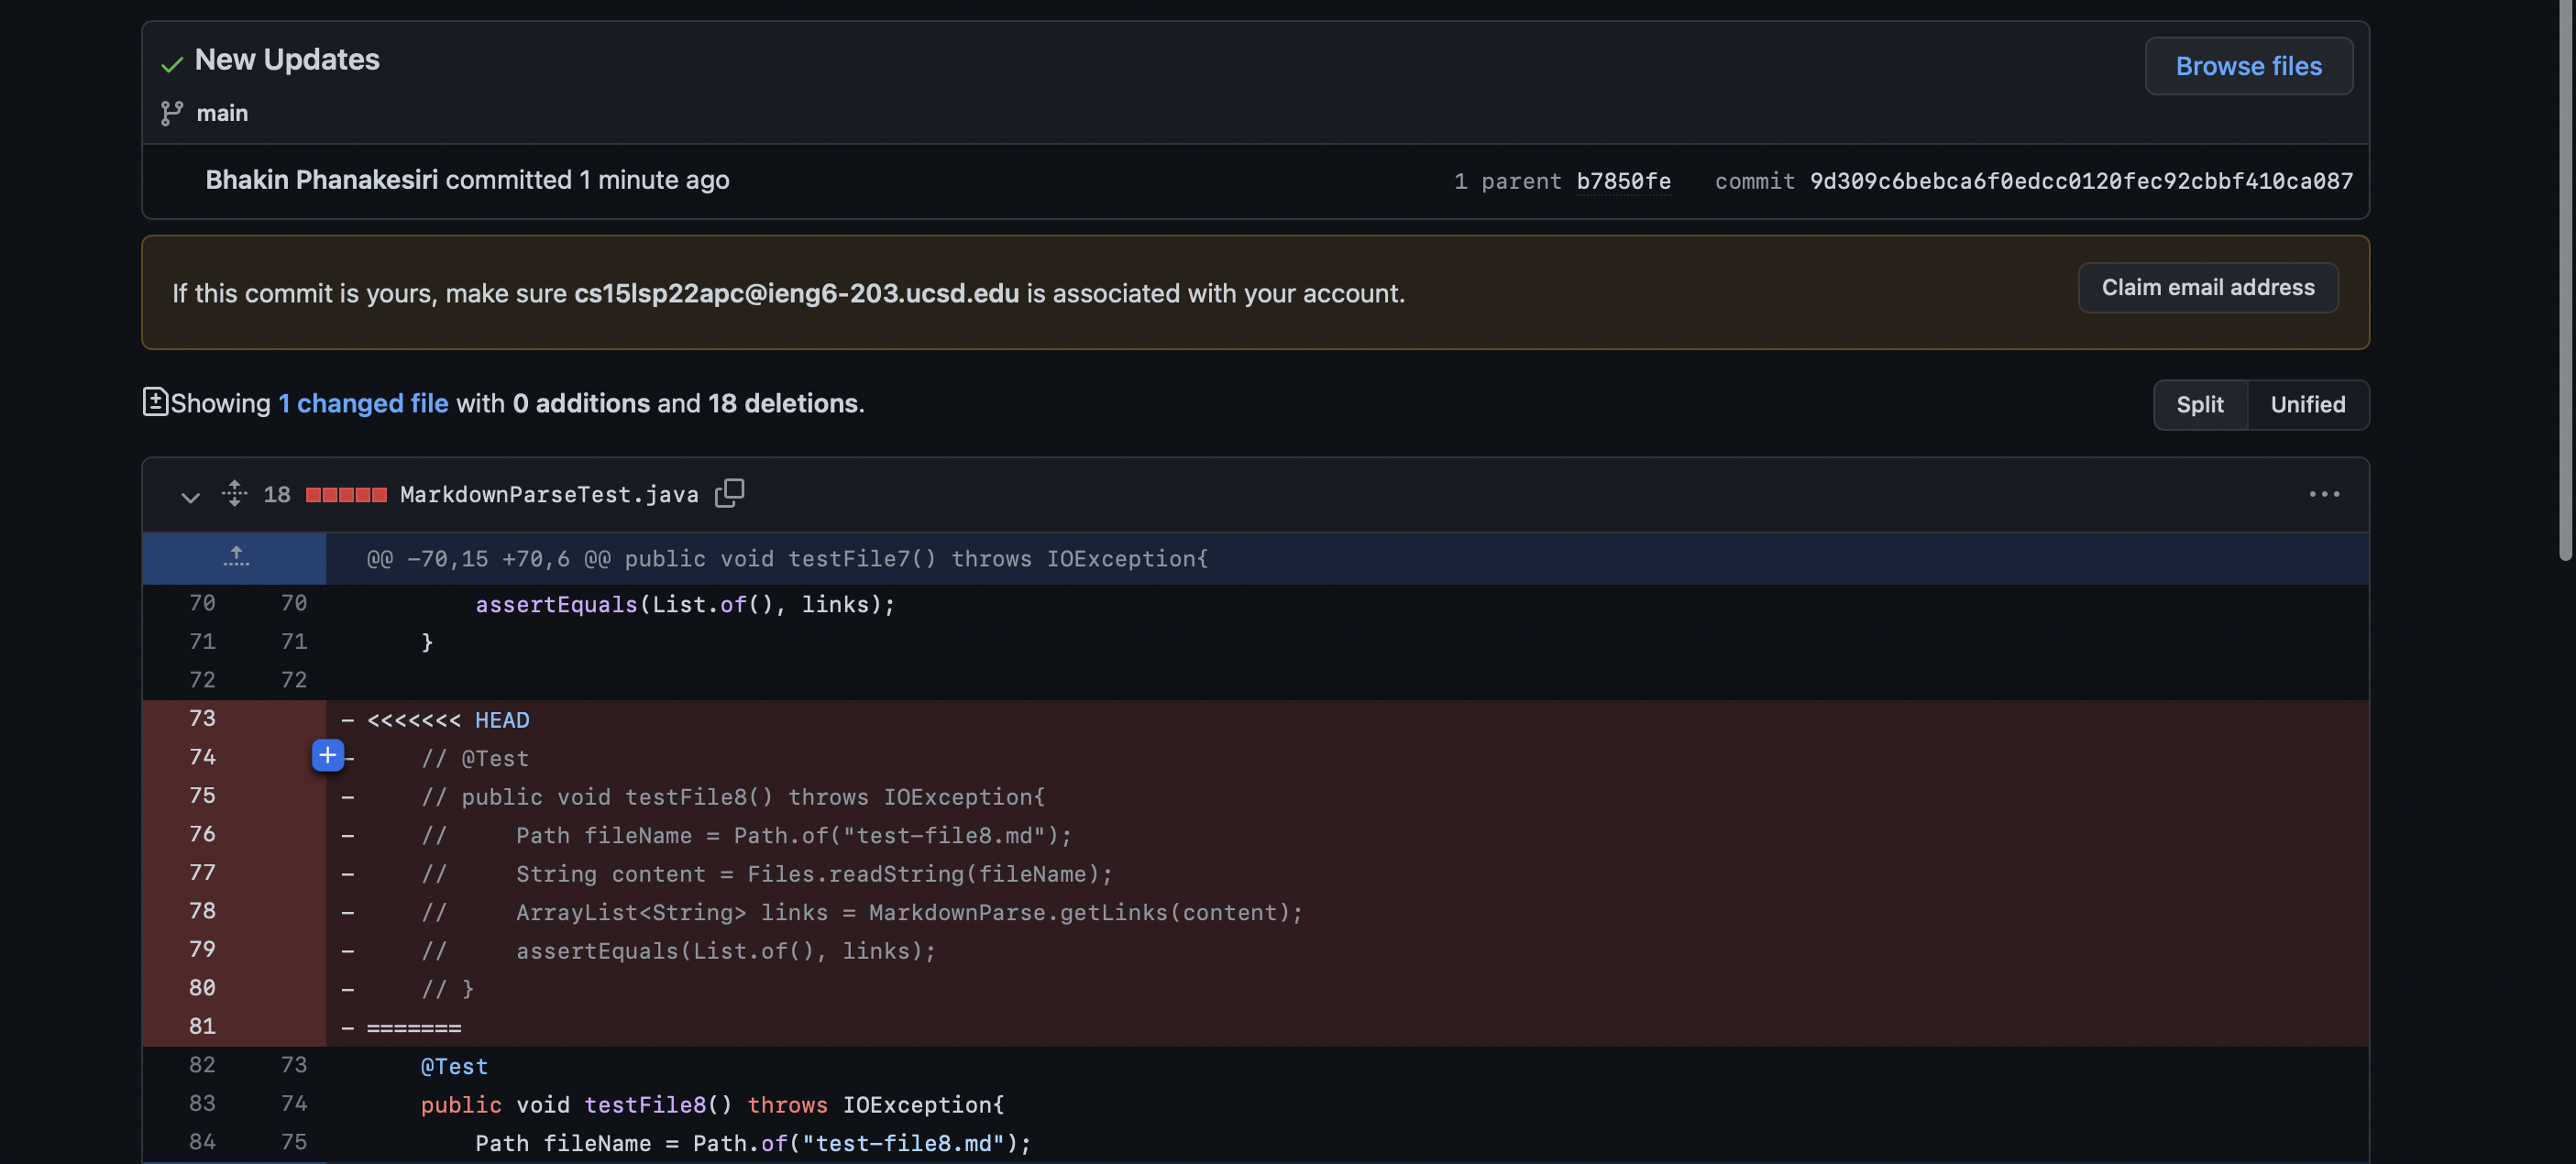 New Updates
Browse files
main
Bhakin Phanakesiri committed 1 minute ago
1 parent b7850fe commit 9d309c6bebca6f0edcc0120fec92cbbf410ca087
If this commit is yours, make sure cs15lsp22apc@ieng6-203.ucsd.edu is associated with your account.
Claim email address
Showing 1 changed file with 0 additions and 18 deletions.
Split Unified
18 MarkdownParseTest.java
@@ -70,15 +70,6 @@ public void testFile7() throws IOException{
70 70 assertEquals(List.of(), links);
71 71 }
72 72
73 - <<<<<<< HEAD
74 - // @Test
75 - // public void testFile8() throws IOException{
76 - // Path fileName = Path.of("test-file8.md");
77 - // String content = Files.readString(fileName);
78 - // ArrayList<String> links = MarkdownParse.getLinks(content);
79 - // assertEquals(List.of(), links);
80 - // }
81 - =======
82 73 @Test
83 74 public void testFile8() throws IOException{
84 75 Path fileName = Path.of("test-file8.md");